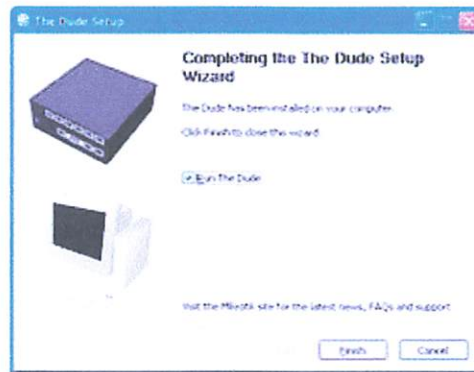 The Dude Setup
Completing the The Dude Setup
Wizard
The Dude has been installed on your computer.
Click Finish to close this wizard.
Run The Dude
Visit the Mikrotik site for the latest news, FAQs and support
Finish
Cancel